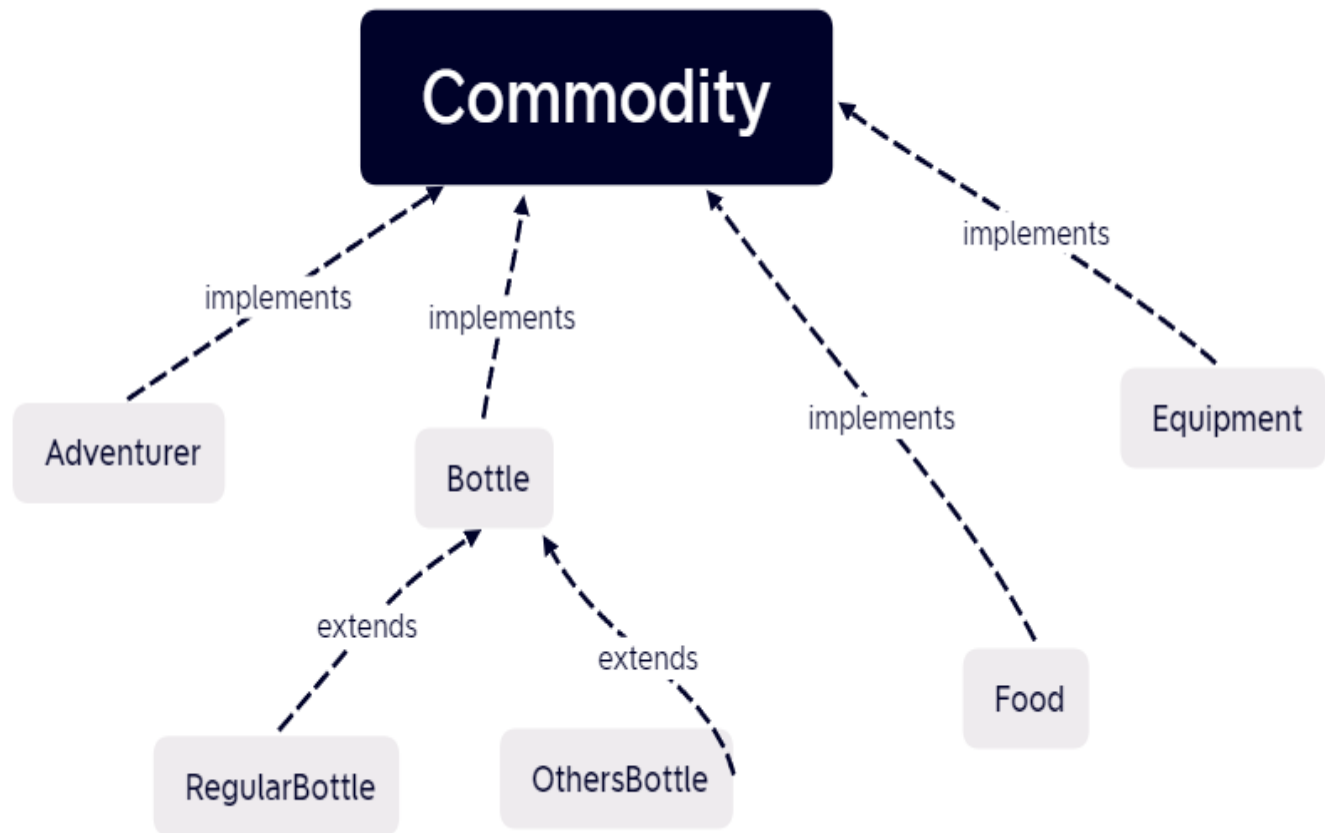 Commodity
implements
implements
implements
implements
Adventurer
Bottle
Equipment
extends
extends
Food
RegularBottle
OthersBottle